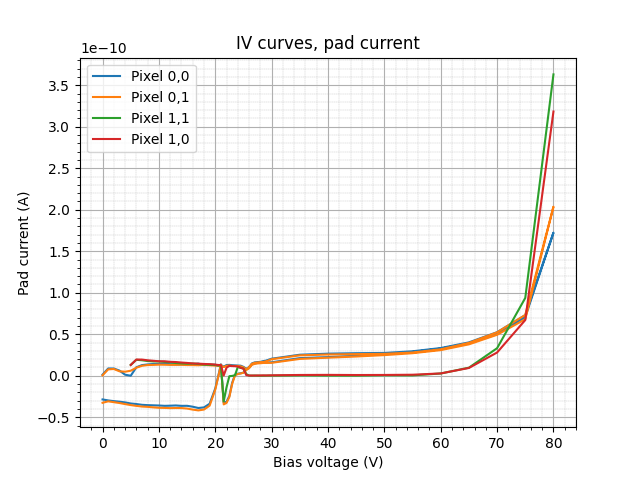 IV curves, pad current
1e−10
Pixel 0,0
Pixel 0,1
Pixel 1,1
Pixel 1,0
3.5
3.0
2.5
2.0
1.5
1.0
0.5
0.0
−0.5
Pad current (A)
0 10 20 30 40 50 60 70 80
Bias voltage (V)